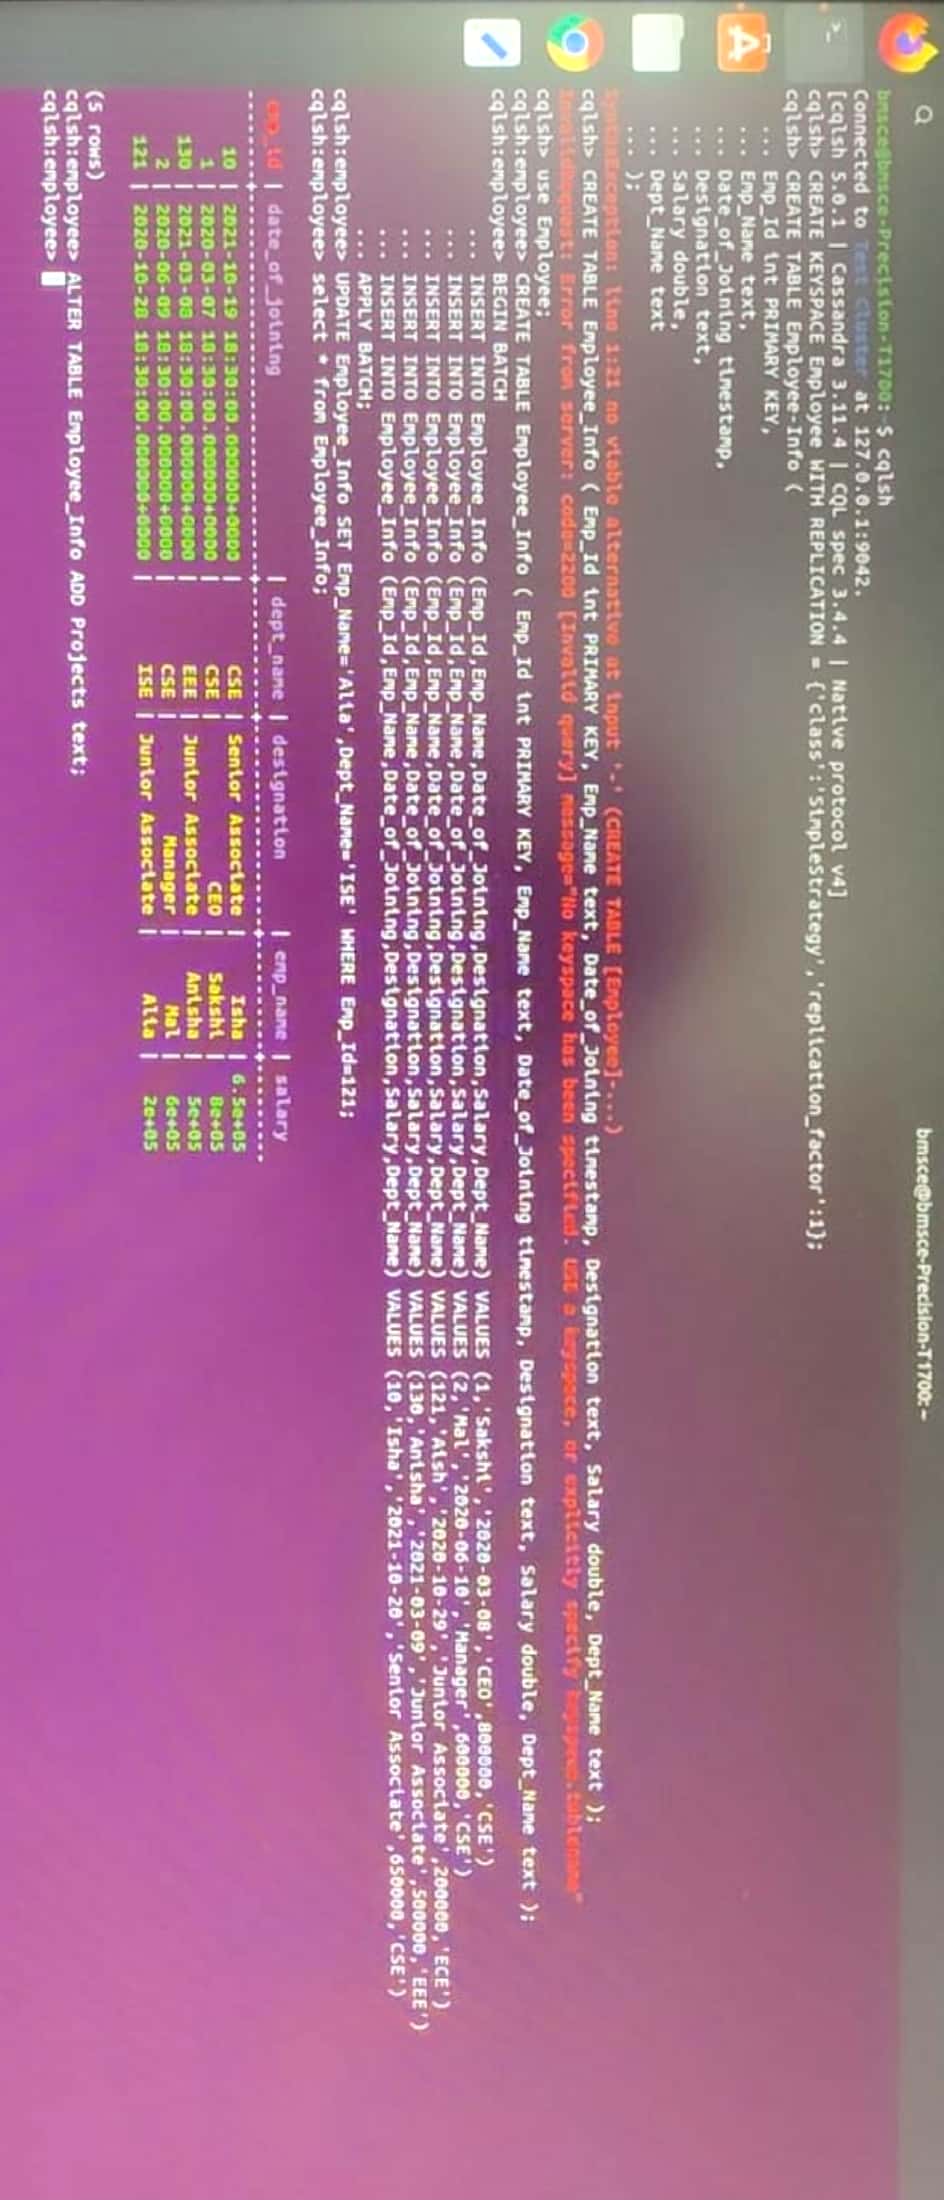 bmsce@bmsce-Precision-T1700: ~
bmsce@bmsce-Precision-T1700:~$ cqlsh
Connected to Test Cluster at 127.0.0.1:9042.
[cqlsh 5.0.1 | Cassandra 3.11.4 | CQL spec 3.4.4 | Native protocol v4]
cqlsh> CREATE KEYSPACE Employee WITH REPLICATION = {'class':'SimpleStrategy','replication_factor':1};
cqlsh> CREATE TABLE Employee-Info (
... Emp_Id int PRIMARY KEY,
... Emp_Name text,
... Date_of_Joining timestamp,
... Designation text,
... Salary double,
... Dept_Name text
... );
SyntaxException: line 1:21 no viable alternative at input '-' (CREATE TABLE [Employee]-...)
cqlsh> CREATE TABLE Employee_Info ( Emp_Id int PRIMARY KEY, Emp_Name text, Date_of_Joining timestamp, Designation text, Salary double, Dept_Name text );
InvalidRequest: Error from server: code=2200 [Invalid query] message="No keyspace has been specified. USE a keyspace, or explicitly specify keyspace.tablename"
cqlsh> use Employee;
cqlsh:employee> CREATE TABLE Employee_Info ( Emp_Id int PRIMARY KEY, Emp_Name text, Date_of_Joining timestamp, Designation text, Salary double, Dept_Name text );
cqlsh:employee> BEGIN BATCH
... INSERT INTO Employee_Info (Emp_Id,Emp_Name,Date_of_Joining,Designation,Salary,Dept_Name) VALUES (1,'Sakshi','2020-03-08','CEO',800000,'CSE')
... INSERT INTO Employee_Info (Emp_Id,Emp_Name,Date_of_Joining,Designation,Salary,Dept_Name) VALUES (2,'Mal','2020-06-10','Manager',600000,'CSE')
... INSERT INTO Employee_Info (Emp_Id,Emp_Name,Date_of_Joining,Designation,Salary,Dept_Name) VALUES (121,'Aish','2020-10-29','Junior Associate',200000,'ECE')
... INSERT INTO Employee_Info (Emp_Id,Emp_Name,Date_of_Joining,Designation,Salary,Dept_Name) VALUES (130,'Anisha','2021-03-09','Junior Associate',500000,'EEE')
... INSERT INTO Employee_Info (Emp_Id,Emp_Name,Date_of_Joining,Designation,Salary,Dept_Name) VALUES (10,'Isha','2021-10-20','Senior Associate',650000,'CSE')
... APPLY BATCH;
cqlsh:employee> UPDATE Employee_Info SET Emp_Name='Alia',Dept_Name='ISE' WHERE Emp_Id=121;
cqlsh:employee> select * from Employee_Info;
emp_id | date_of_joining | dept_name | designation | emp_name | salary
--------+---------------------------------+-----------+------------------+----------+---------
10 | 2021-10-19 18:30:00.000000+0000 | CSE | Senior Associate | Isha | 6.5e+05
1 | 2020-03-07 18:30:00.000000+0000 | CSE | CEO | Sakshi | 8e+05
130 | 2021-03-08 18:30:00.000000+0000 | EEE | Junior Associate | Anisha | 5e+05
2 | 2020-06-09 18:30:00.000000+0000 | CSE | Manager | Mal | 6e+05
121 | 2020-10-28 18:30:00.000000+0000 | ISE | Junior Associate | Alia | 2e+05
(5 rows)
cqlsh:employee> ALTER TABLE Employee_Info ADD Projects text;
cqlsh:employee>